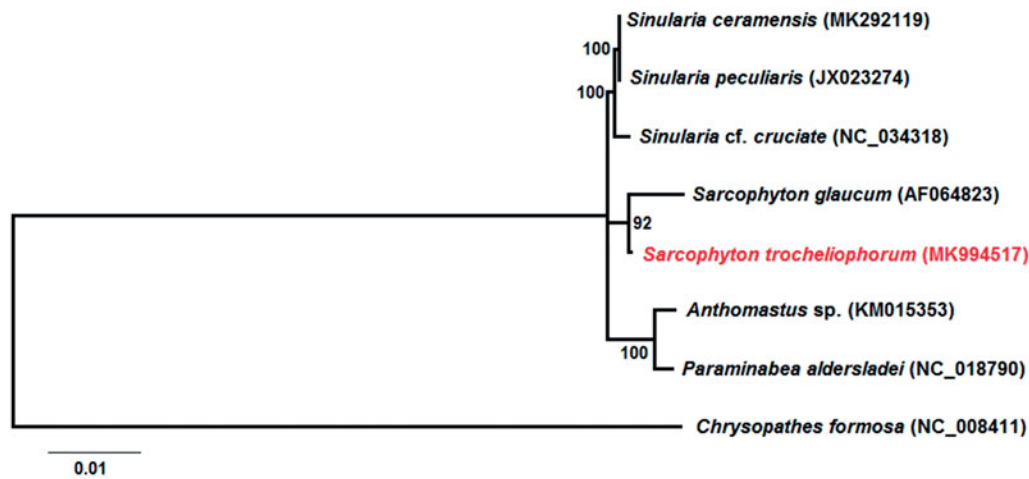 Sinularia ceramensis (MK292119)
100
Sinularia peculiaris (JX023274)
100
Sinularia cf. cruciate (NC_034318)
Sarcophyton glaucum (AF064823)
92
Sarcophyton trocheliophorum (MK994517)
Anthomastus sp. (KM015353)
100
Paraminabea aldersladei (NC_018790)
Chrysopathes formosa (NC_008411)
0.01